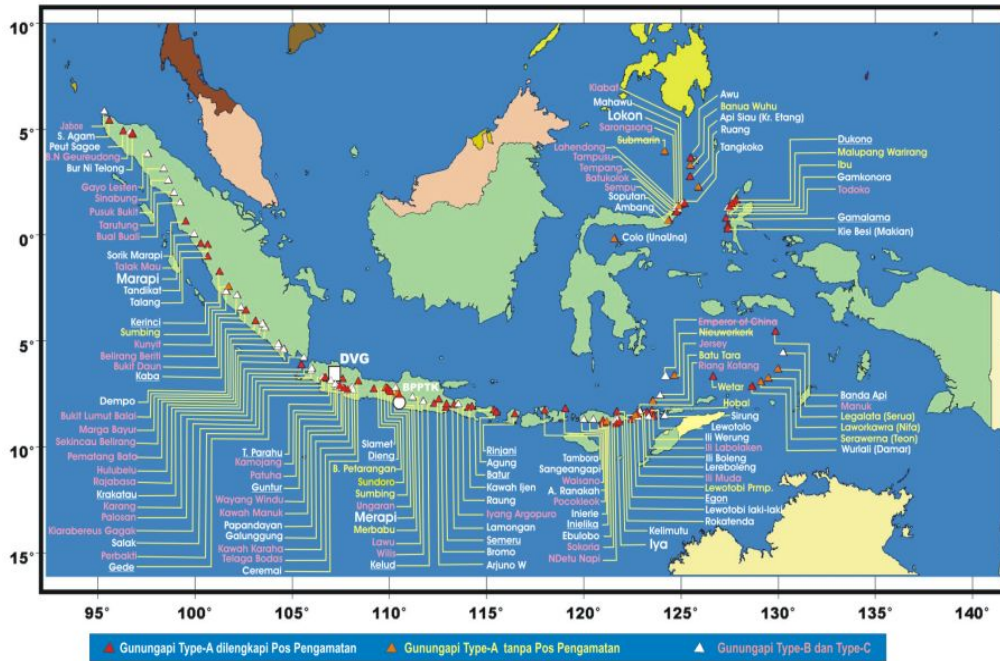 10°
5°
0°
5°
10°
15°
95°
100°
105°
107°
110°
115°
120°
125°
130°
135°
140°
Jaboi
S. Agam
Peut Sagoe
B.N Geureudong
Bur Ni Telong
Gayo Lesten
Sinabung
Pusuk Bukit
Tarutung
Bual Buali
Sorik Marapi
Talak Mau
Marapi
Tandikat
Talang
Kerinci
Sumbing
Kunyit
Belirang Beriti
Bukit Daun
Kaba
Dempo
Bukit Lumut Balai
Marga Bayur
Sekincau Belirang
Pematang Bata
Hulubelu
Rajabasa
Krakatau
Karang
Pulosari
Kiarabereus Gagak
Salak
Perbakti
Gede
DVG
BPPTK
T. Parahu
Kamojang
Patuha
Guntur
Wayang Windu
Kawah Manuk
Papandayan
Galunggung
Kawah Karaha
Telaga Bodas
Ceremai
Slamet
Dieng
B. Petarangan
Sundoro
Sumbing
Ungaran
Merapi
Merbabu
Lawu
Wilis
Kelud
Rinjani
Agung
Batur
Kawah Ijen
Raung
Iyang Argopuro
Lamongan
Semeru
Bromo
Arjuno W
Tambora
Sangeangapi
Waisano
A. Ranakah
Pocokleok
Inierie
Inielika
Ebulobo
Sokoria
NDetu Napi
Kelimutu
Iya
Klabat
Mahawu
Lokon
Sarongsong
Submarin
Lahendong
Tampusu
Tempang
Batukolok
Sempu
Soputan
Ambang
Colo (UnaUna)
Awu
Banua Wuhu
Api Siau (Kr. Etang)
Ruang
Tangkoko
Dukono
Malupang Warirang
Ibu
Gamkonora
Todoko
Gamalama
Kie Besi (Makian)
Emperor of China
Nieuwerkerk
Jersey
Batu Tara
Riang Kotang
Wetar
Hobal
Sirung
Lewotolo
Ili Werung
Ili Labolaken
Ili Boleng
Lereboleng
Ili Muda
Lewotobi Prmp.
Egon
Lewotobi laki-laki
Rokatenda
Banda Api
Manuk
Legalata (Serua)
Laworkawra (Nifa)
Serawerna (Teon)
Wurlali (Damar)
Gunungapi Type-A dilengkapi Pos Pengamatan
Gunungapi Type-A tanpa Pos Pengamatan
Gunungapi Type-B dan Type-C